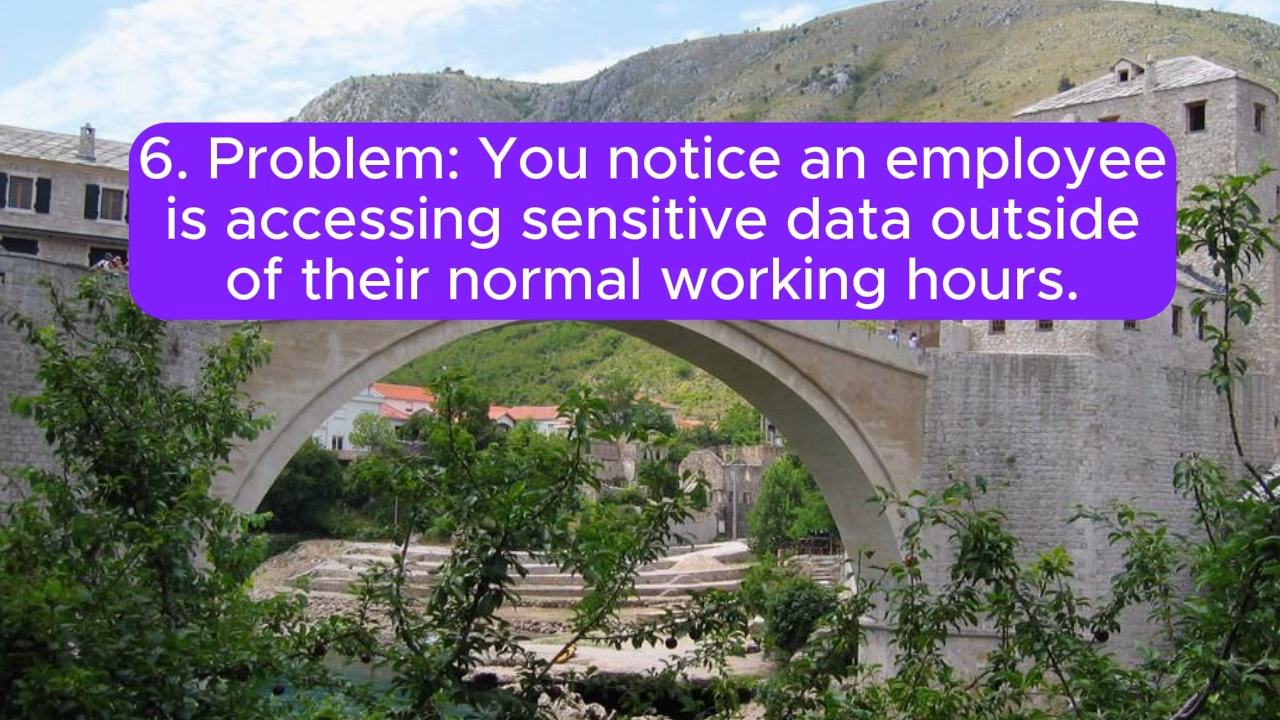 6. Problem: You notice an employee
is accessing sensitive data outside
of their normal working hours.